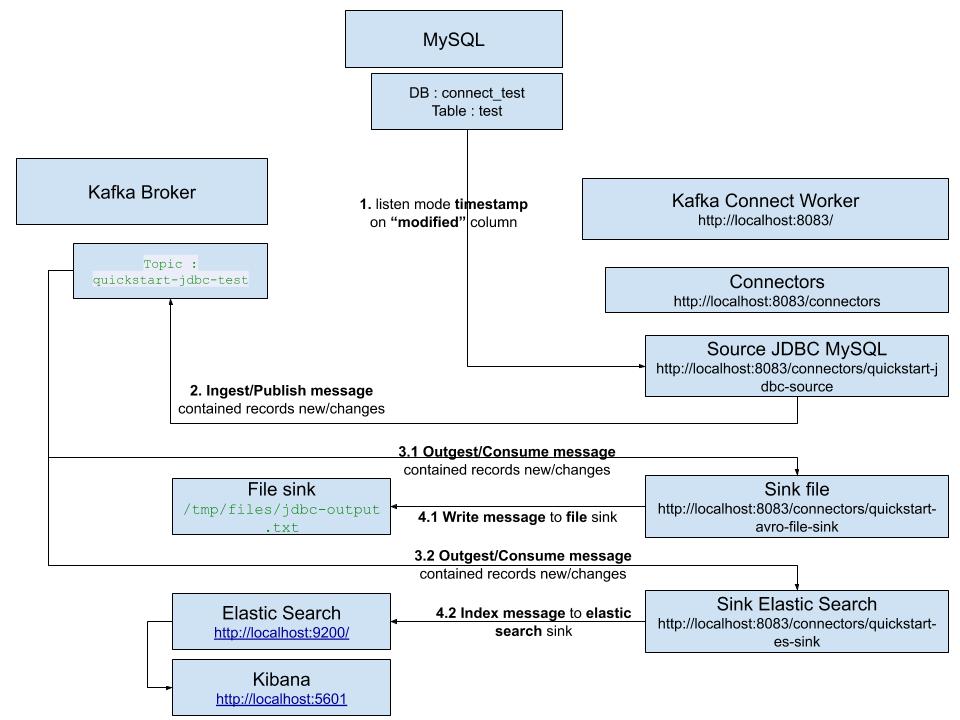 MySQL
DB : connect_test
Table : test
Kafka Broker
Topic :
quickstart-jdbc-test
1. listen mode timestamp
on “modified” column
Kafka Connect Worker
http://localhost:8083/
Connectors
http://localhost:8083/connectors
Source JDBC MySQL
http://localhost:8083/connectors/quickstart-j
dbc-source
2. Ingest/Publish message
contained records new/changes
3.1 Outgest/Consume message
contained records new/changes
File sink
/tmp/files/jdbc-output
.txt
4.1 Write message to file sink
Sink file
http://localhost:8083/connectors/quickstart-
avro-file-sink
3.2 Outgest/Consume message
contained records new/changes
Elastic Search
http://localhost:9200/
4.2 Index message to elastic
search sink
Sink Elastic Search
http://localhost:8083/connectors/quickstart-
es-sink
Kibana
http://localhost:5601